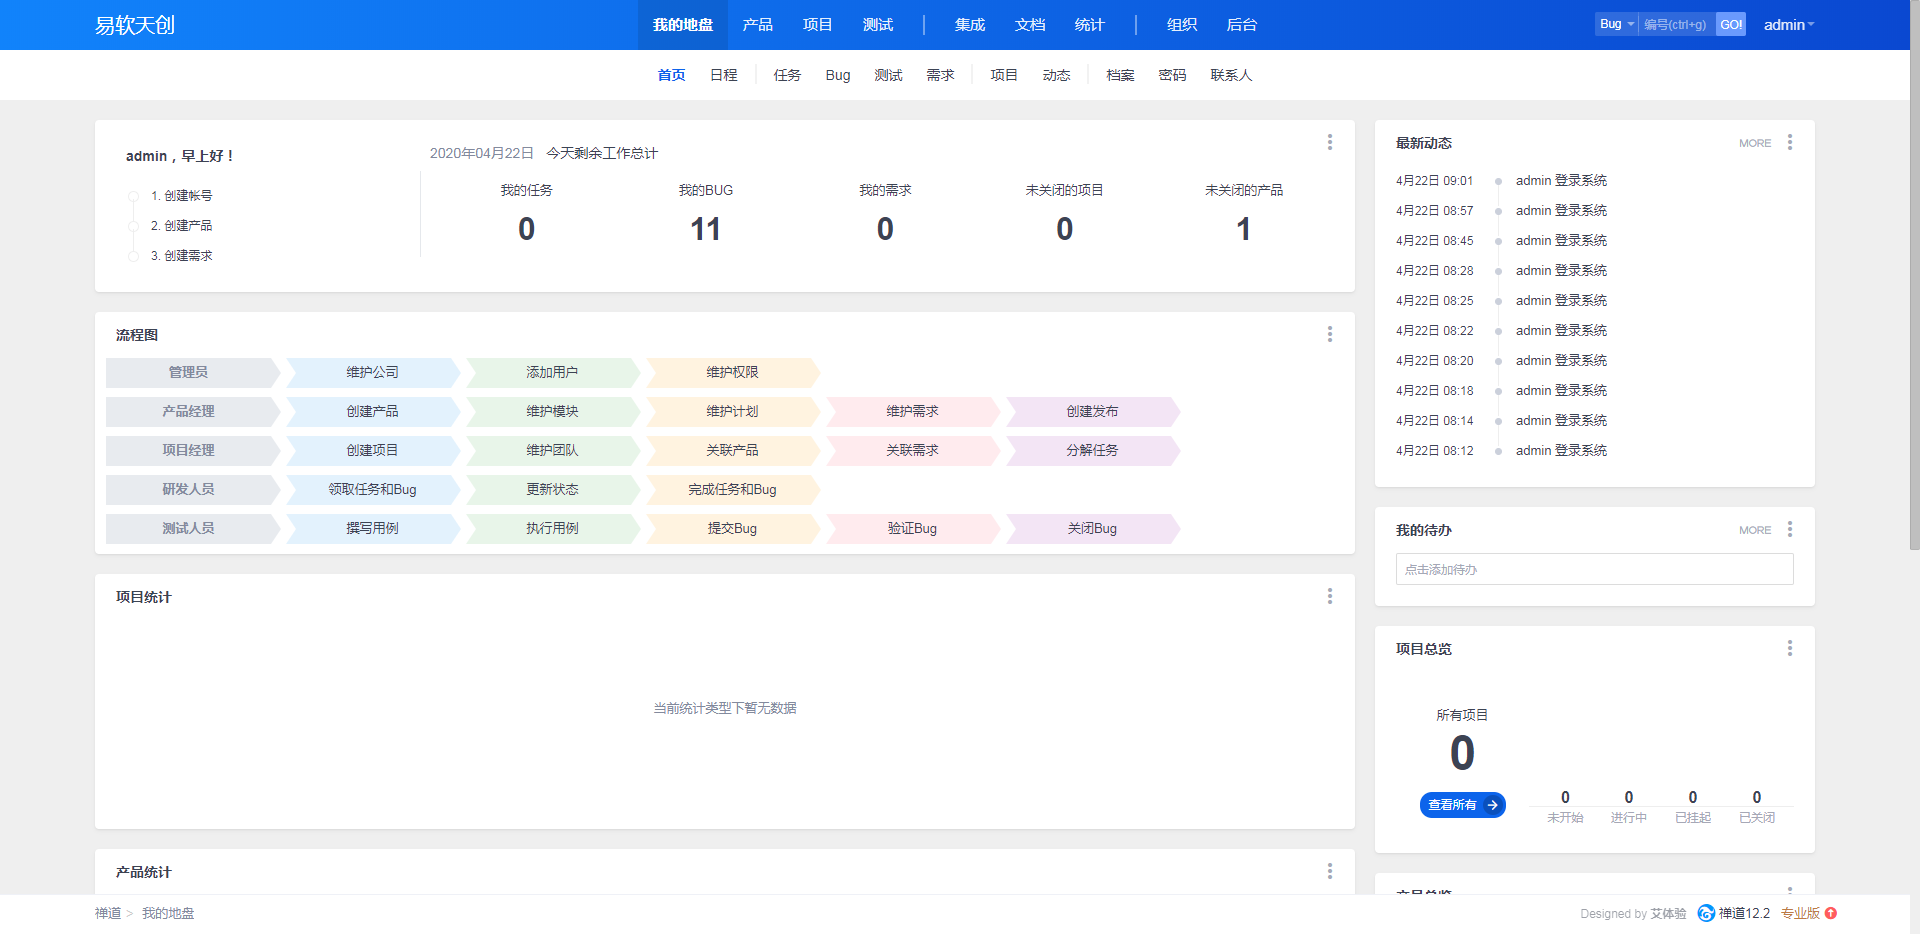 易软天创
我的地盘 产品 项目 测试 集成 文档 统计 组织 后台
Bug 编号(ctrl+g) GO! admin
首页 日程 任务 Bug 测试 需求 项目 动态 档案 密码 联系人
admin，早上好！
1. 创建帐号
2. 创建产品
3. 创建需求
2020年04月22日 今天剩余工作总计
我的任务 我的BUG 我的需求 未关闭的项目 未关闭的产品
0 11 0 0 1
流程图
管理员 维护公司 添加用户 维护权限
产品经理 创建产品 维护模块 维护计划 维护需求 创建发布
项目经理 创建项目 维护团队 关联产品 关联需求 分解任务
研发人员 领取任务和Bug 更新状态 完成任务和Bug
测试人员 撰写用例 执行用例 提交Bug 验证Bug 关闭Bug
项目统计
当前统计类型下暂无数据
产品统计
最新动态 MORE
4月22日 09:01 admin 登录系统
4月22日 08:57 admin 登录系统
4月22日 08:45 admin 登录系统
4月22日 08:28 admin 登录系统
4月22日 08:25 admin 登录系统
4月22日 08:22 admin 登录系统
4月22日 08:20 admin 登录系统
4月22日 08:18 admin 登录系统
4月22日 08:14 admin 登录系统
4月22日 08:12 admin 登录系统
我的待办 MORE
点击添加待办
项目总览
所有项目
0
查看所有
0 0 0 0
未开始 进行中 已挂起 已关闭
禅道 > 我的地盘
Designed by 艾体验 禅道12.2 专业版